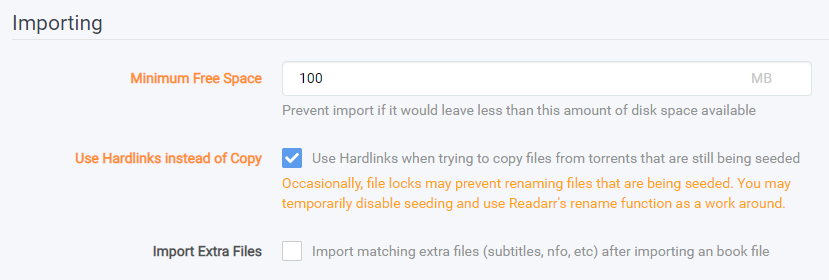 Importing
Minimum Free Space
100
MB
Prevent import if it would leave less than this amount of disk space available
Use Hardlinks instead of Copy
Use Hardlinks when trying to copy files from torrents that are still being seeded
Occasionally, file locks may prevent renaming files that are being seeded. You may
temporarily disable seeding and use Readarr's rename function as a work around.
Import Extra Files
Import matching extra files (subtitles, nfo, etc) after importing an book file